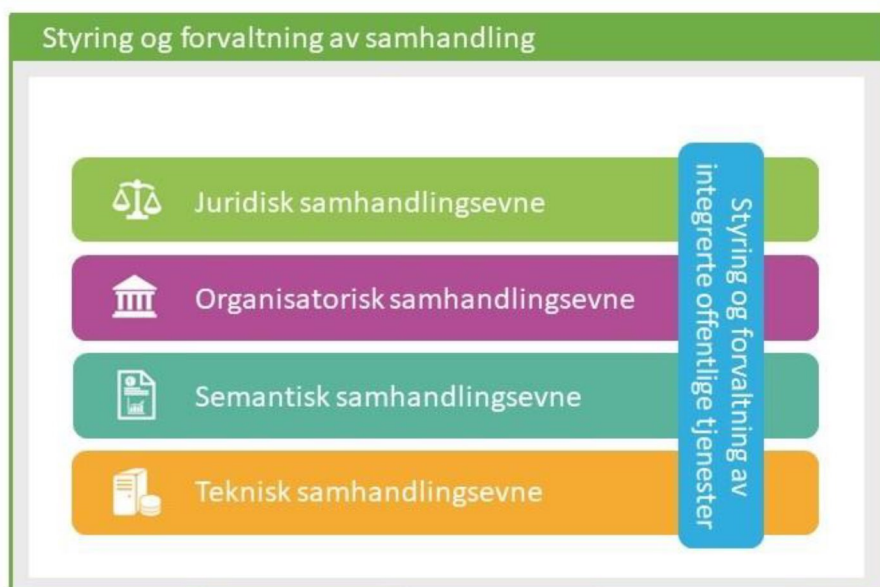 Styring og forvaltning av samhandling
Juridisk samhandlingsevne
Organisatorisk samhandlingsevne
Semantisk samhandlingsevne
Teknisk samhandlingsevne
Styring og forvaltning av
integrerte offentlige tjenester